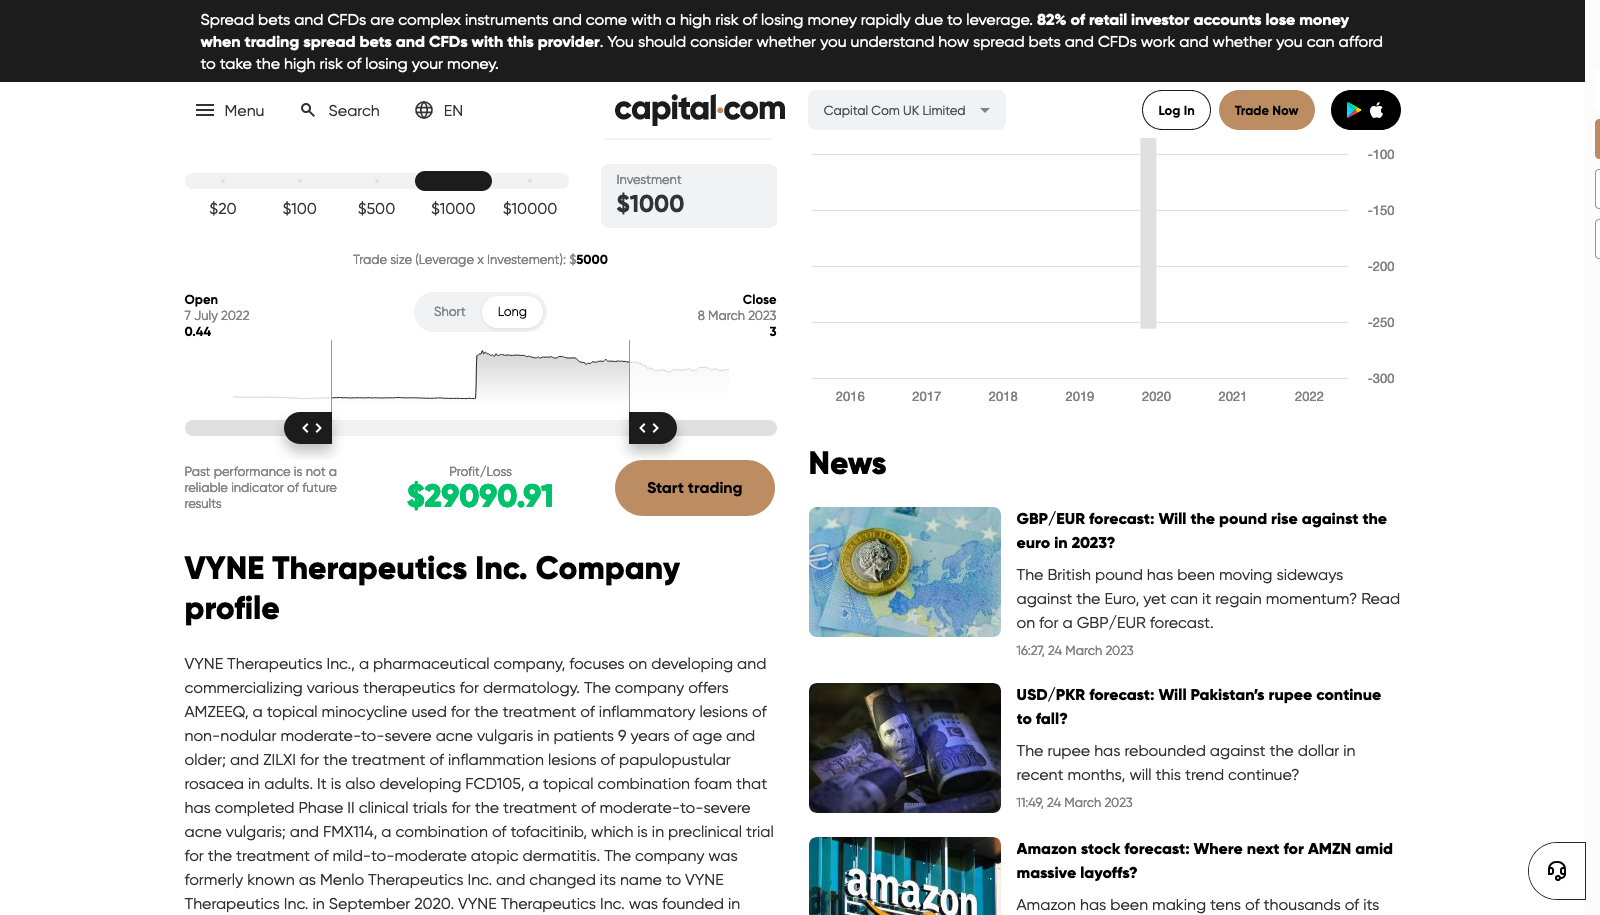 Spread bets and CFDs are complex instruments and come with a high risk of losing money rapidly due to leverage. 82% of retail investor accounts lose money
when trading spread bets and CFDs with this provider. You should consider whether you understand how spread bets and CFDs work and whether you can afford
to take the high risk of losing your money.
Menu
Search
EN
capital.com
Capital Com UK Limited
Log In
Trade Now
$20
$100
$500
$1000
$10000
Investment
$1000
Trade size (Leverage x Investement): $5000
Open
7 July 2022
0.44
Short
Long
Close
8 March 2023
3
Past performance is not a
reliable indicator of future
results
Profit/Loss
$29090.91
Start trading
VYNE Therapeutics Inc. Company
profile
VYNE Therapeutics Inc., a pharmaceutical company, focuses on developing and
commercializing various therapeutics for dermatology. The company offers
AMZEEQ, a topical minocycline used for the treatment of inflammatory lesions of
non-nodular moderate-to-severe acne vulgaris in patients 9 years of age and
older; and ZILXI for the treatment of inflammation lesions of papulopustular
rosacea in adults. It is also developing FCD105, a topical combination foam that
has completed Phase II clinical trials for the treatment of moderate-to-severe
acne vulgaris; and FMX114, a combination of tofacitinib, which is in preclinical trial
for the treatment of mild-to-moderate atopic dermatitis. The company was
formerly known as Menlo Therapeutics Inc. and changed its name to VYNE
Therapeutics Inc. in September 2020. VYNE Therapeutics Inc. was founded in
-100
-150
-200
-250
-300
2016
2017
2018
2019
2020
2021
2022
News
GBP/EUR forecast: Will the pound rise against the
euro in 2023?
The British pound has been moving sideways
against the Euro, yet can it regain momentum? Read
on for a GBP/EUR forecast.
16:27, 24 March 2023
USD/PKR forecast: Will Pakistan's rupee continue
to fall?
The rupee has rebounded against the dollar in
recent months, will this trend continue?
11:49, 24 March 2023
amazon
Amazon stock forecast: Where next for AMZN amid
massive layoffs?
Amazon has been making tens of thousands of its